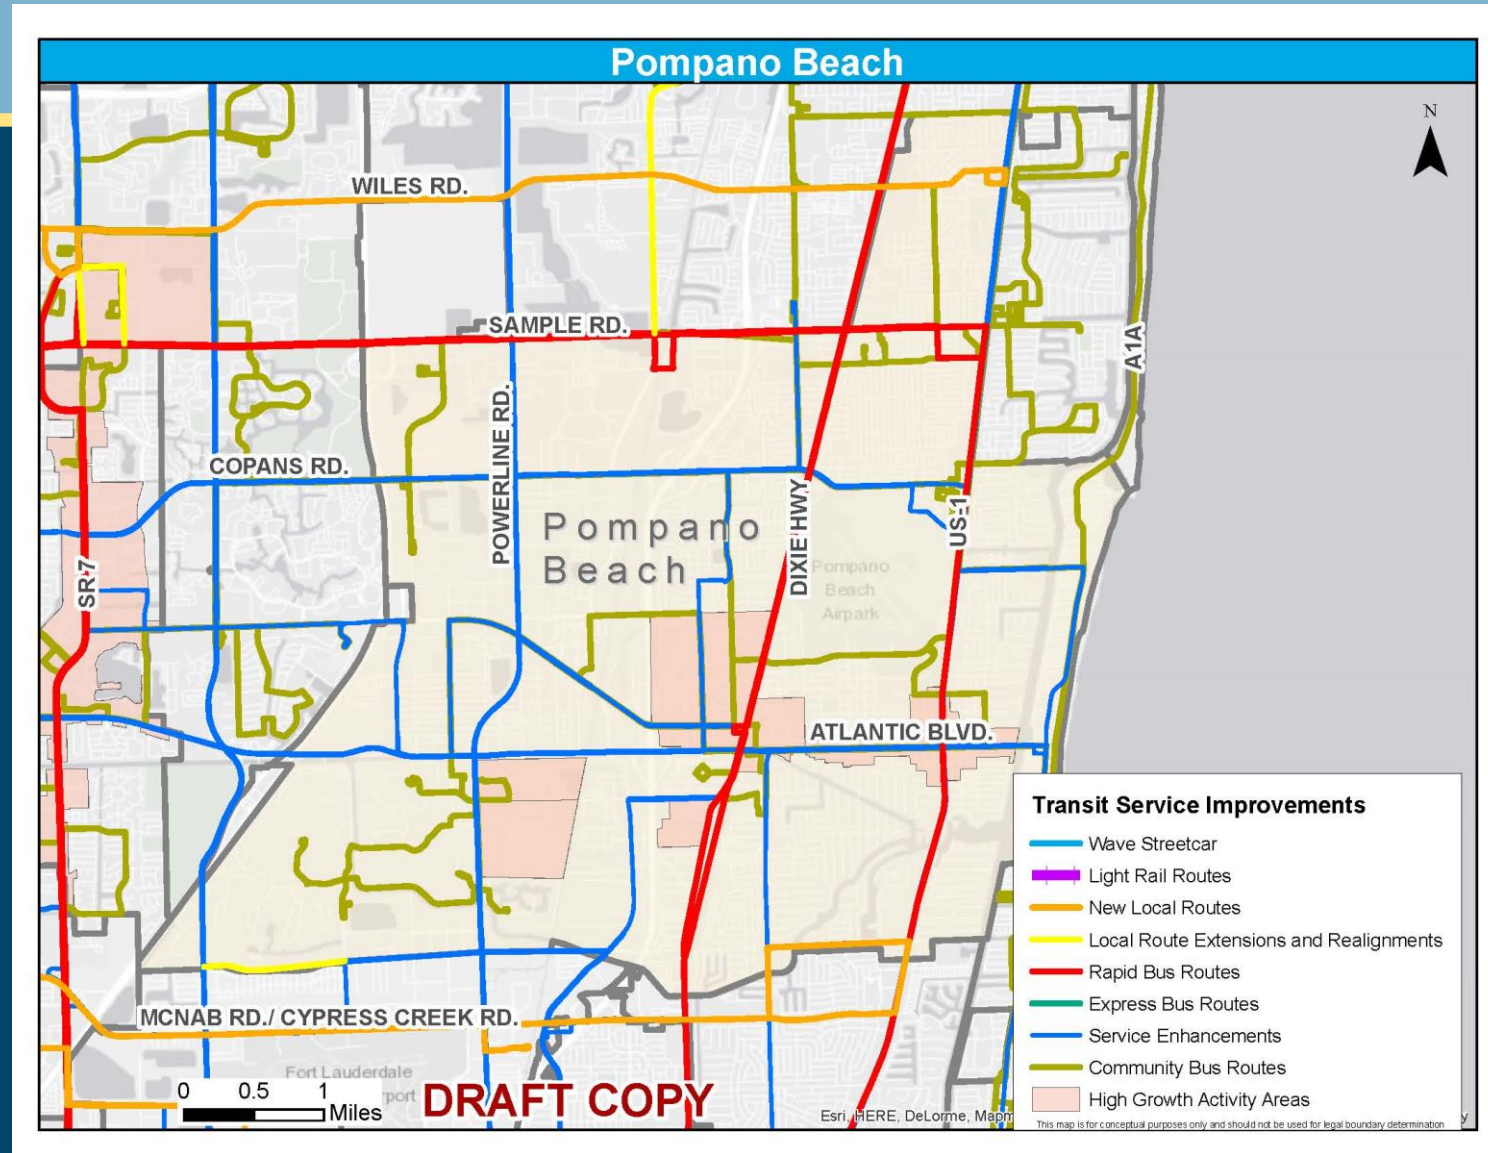 Pompano Beach
N
WILES RD.
SAMPLE RD.
A1A
POWERLINE RD.
COPANS RD.
DIXIE HWY
US-1
Pompano
Beach
SR 7
Pompano
Beach
Airpark
ATLANTIC BLVD.
Transit Service Improvements
Wave Streetcar
Light Rail Routes
New Local Routes
Local Route Extensions and Realignments
Rapid Bus Routes
Express Bus Routes
Service Enhancements
Community Bus Routes
High Growth Activity Areas
This map is for conceptual purposes only and should not be used for legal boundary determination
MCNAB RD./ CYPRESS CREEK RD.
Fort Lauderdale
0 0.5 1
Miles
DRAFT COPY
Esri, HERE, DeLorme,